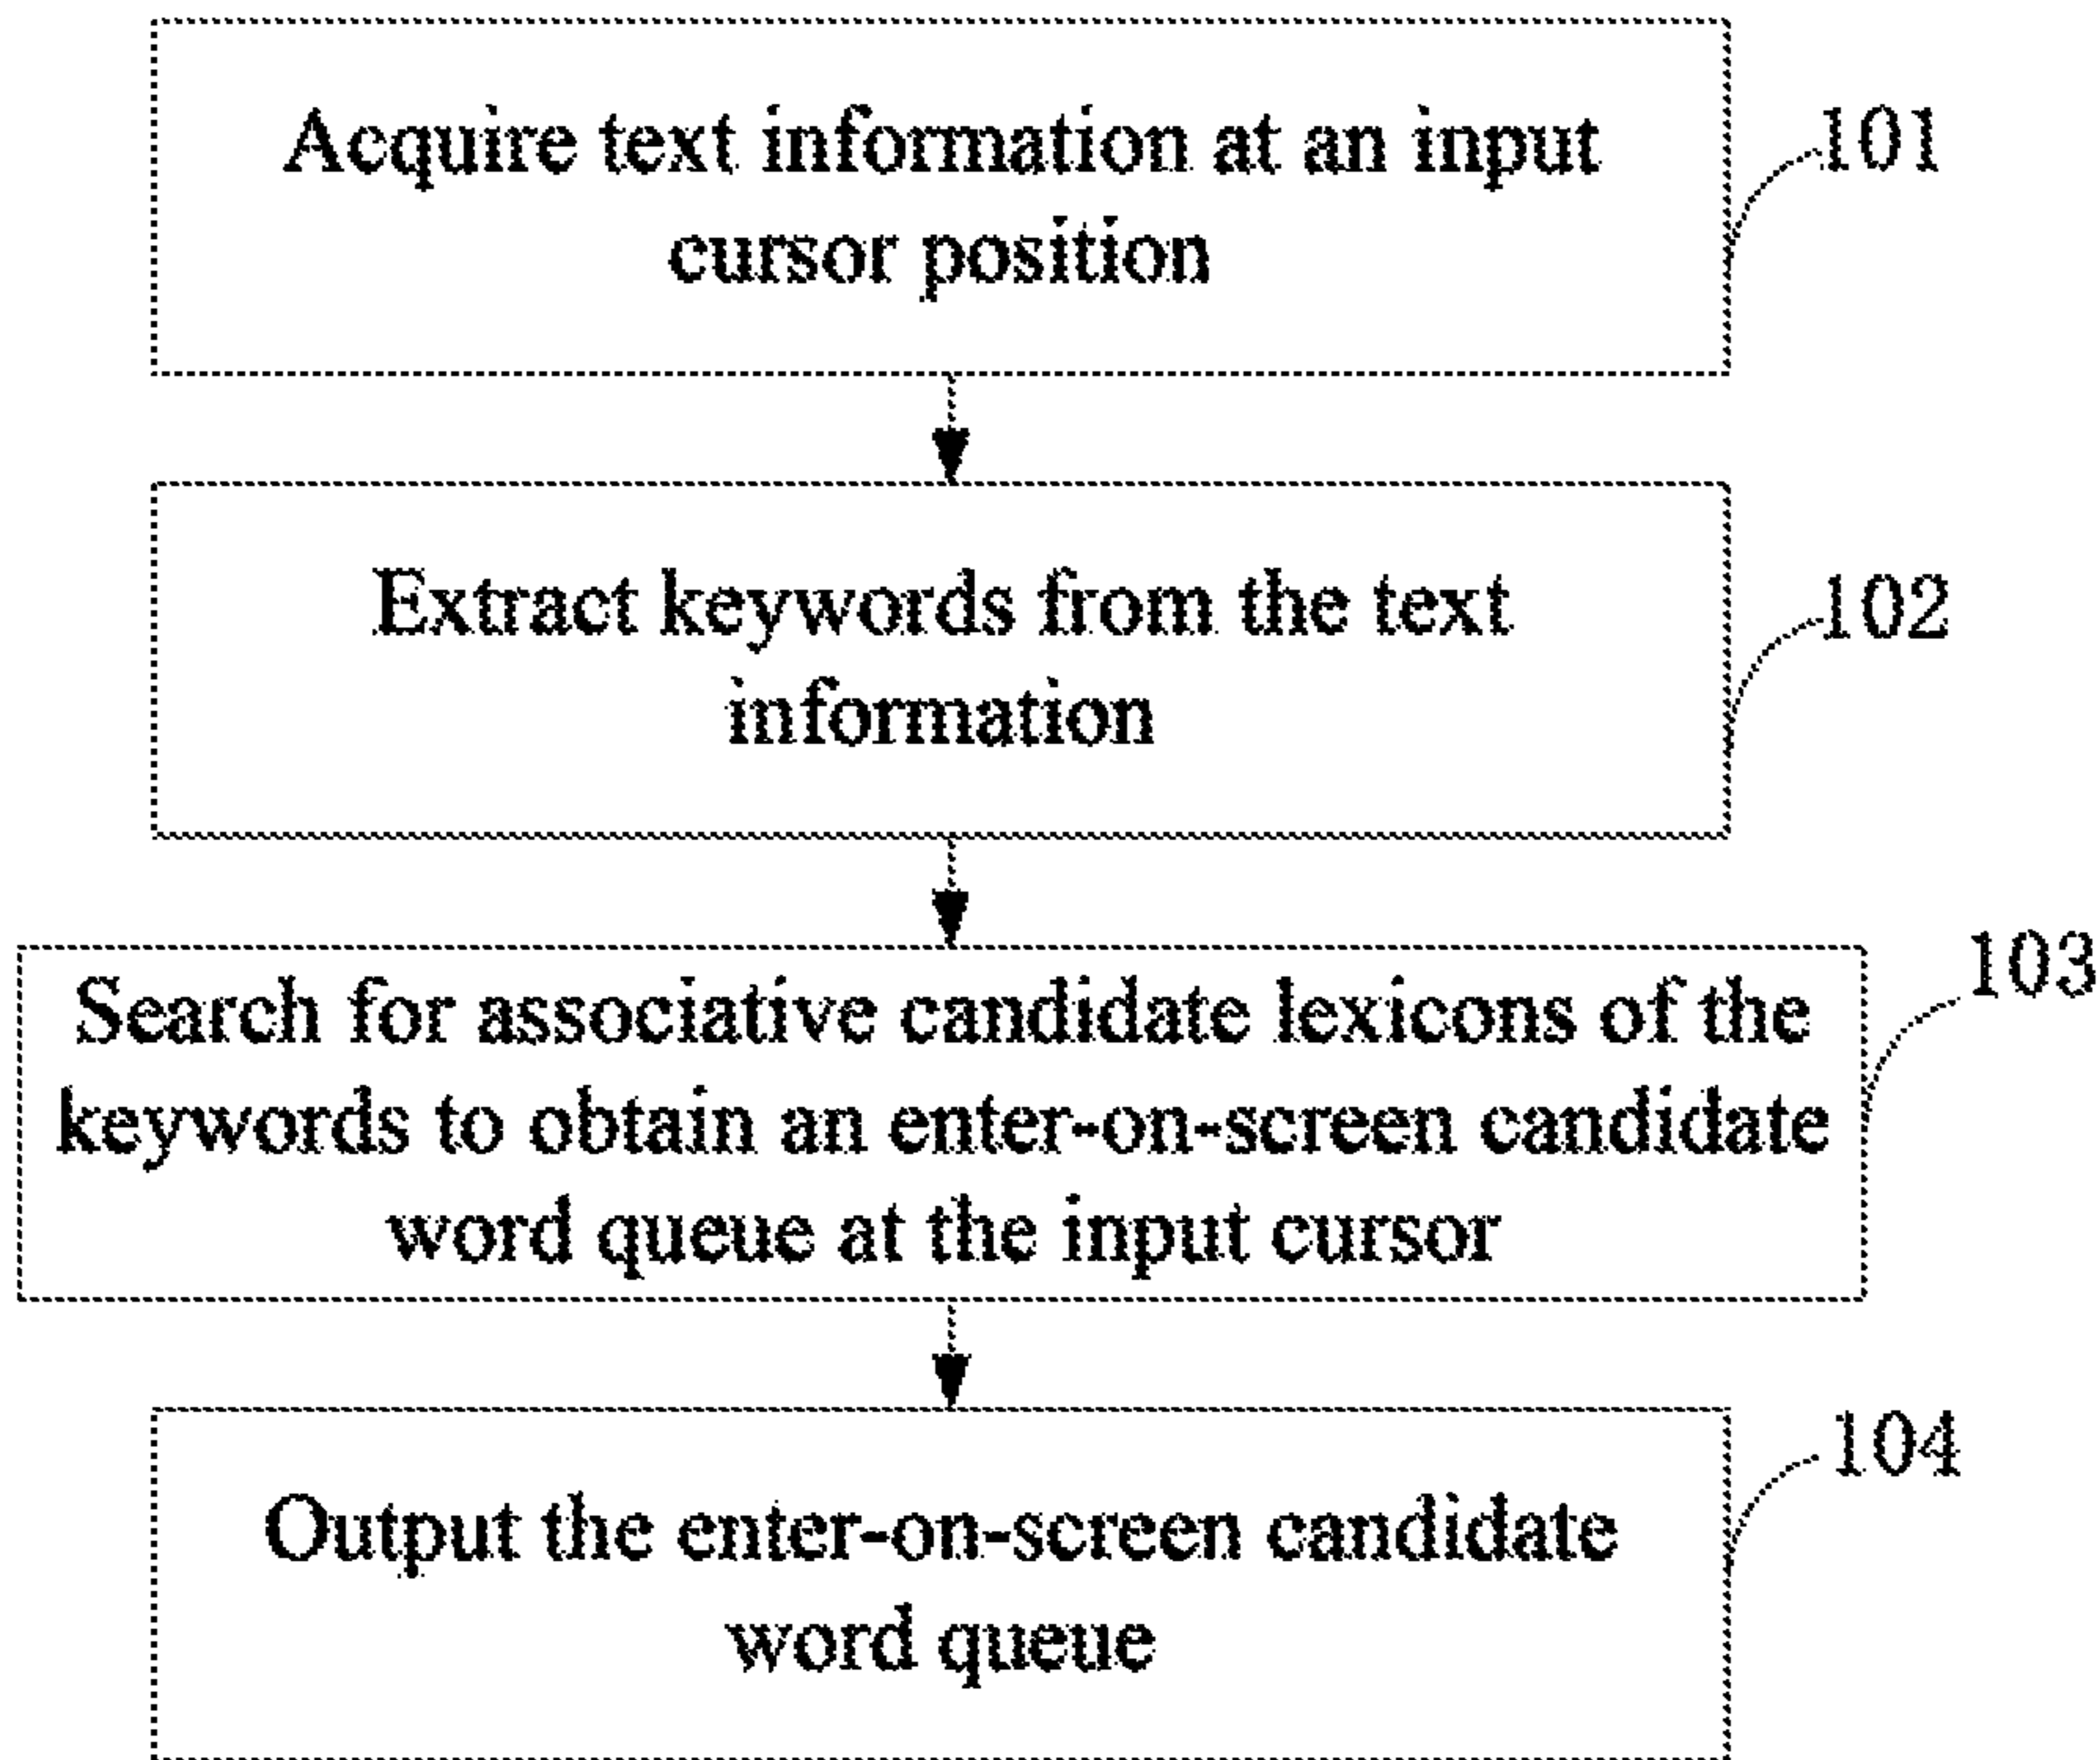 Acquire text information at an input
cursor position
101
Extract keywords from the text
information
102
Search for associative candidate lexicons of the
keywords to obtain an enter-on-screen candidate
word queue at the input cursor
103
Output the enter-on-screen candidate
word queue
104